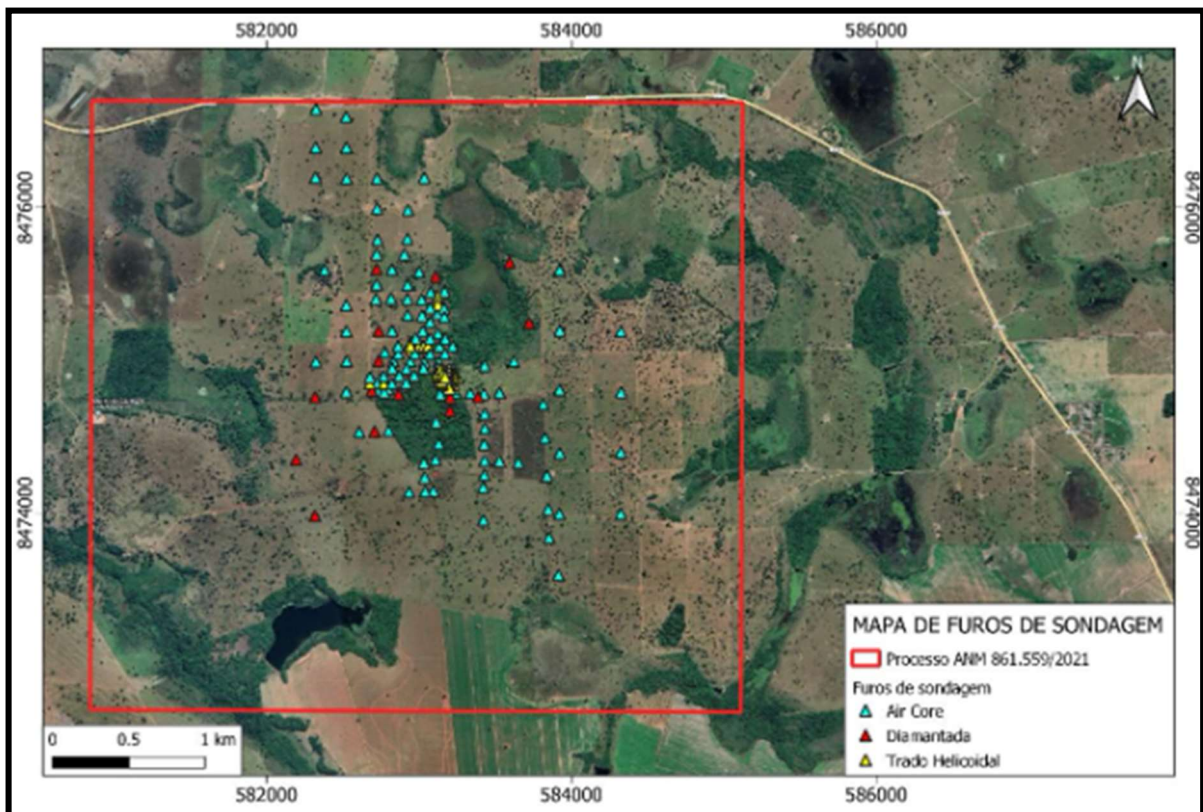 582000 584000 586000
N
8476000 8476000
8474000 8474000
MAPA DE FUROS DE SONDAGEM
Processo ANM 861.559/2021
Furos de sondagem
Air Core
Diamantada
Trado Helicoidal
0 0.5 1 km
582000 584000 586000